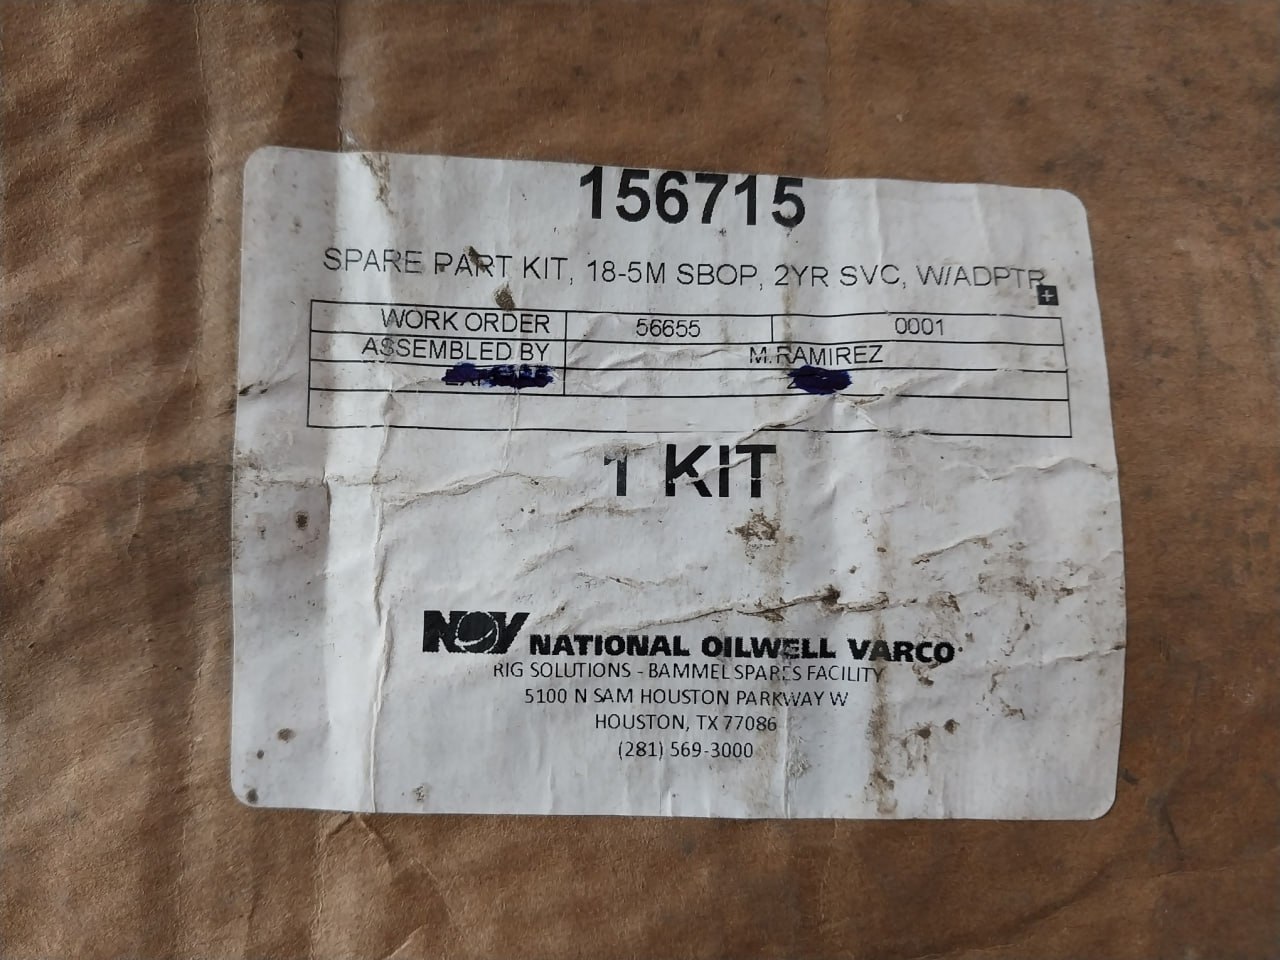 156715
SPARE PART KIT, 18-5M SBOP, 2YR SVC, W/ADPTR
WORK ORDER 56655 0001
ASSEMBLED BY M. RAMIREZ
1 KIT
NOV NATIONAL OILWELL VARCO
RIG SOLUTIONS - BAMMEL SPARES FACILITY
5100 N SAM HOUSTON PARKWAY W
HOUSTON, TX 77086
(281) 569-3000